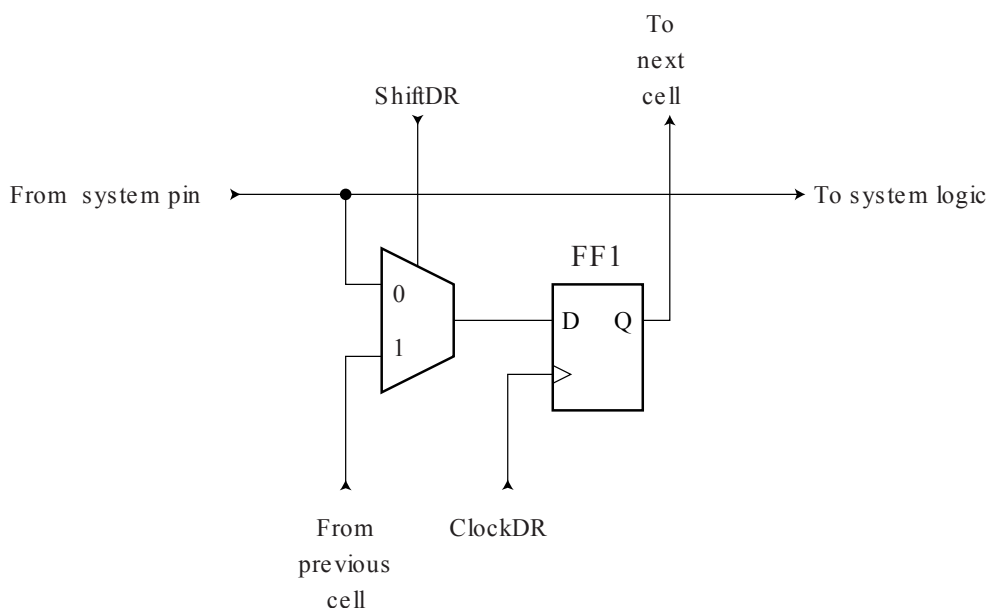 To
next
cell
ShiftDR
From system pin
To system logic
FF1
0
D Q
1
From
previous
cell
ClockDR